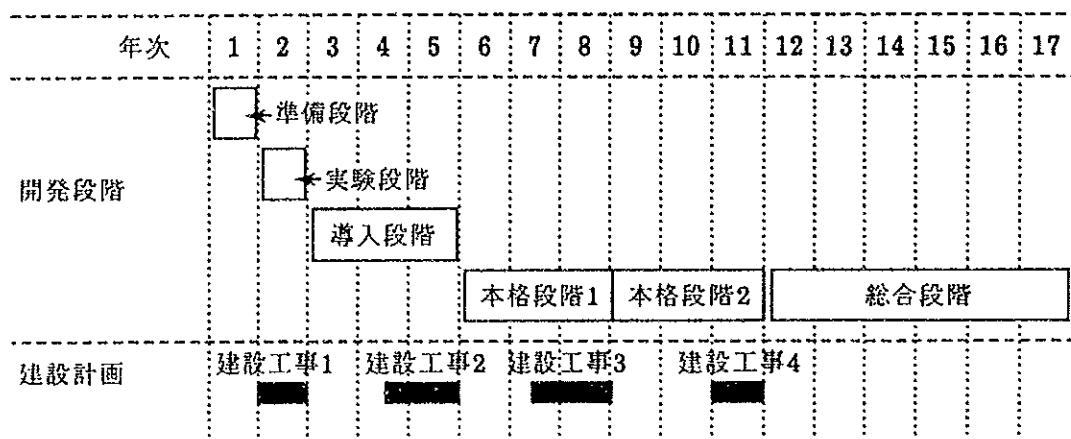 年次 1 2 3 4 5 6 7 8 9 10 11 12 13 14 15 16 17
準備段階
開発段階
実験段階
導入段階
本格段階1 本格段階2 総合段階
建設計画
建設工事1 建設工事2 建設工事3 建設工事4